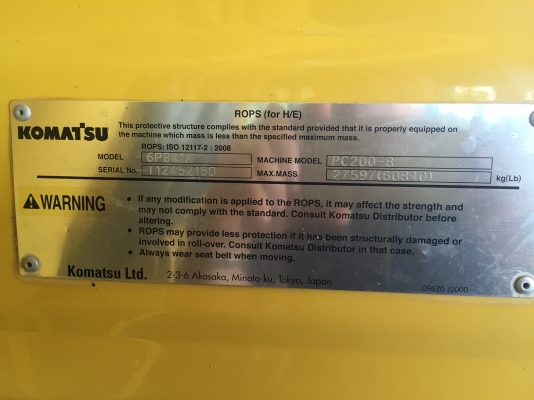 ROPS (for H/E)
KOMATSU
This protective structure complies with the standard provided that it is properly equipped on
the machine which mass is less than the specified maximum mass.
ROPS: ISO 12117-2 : 2008
MODEL MACHINE MODEL PC200-8
SERIAL No. MAX.MASS 27597(60840) kg(Lb)
WARNING
• If any modification is applied to the ROPS, it may affect the strength and
may not comply with the standard. Consult Komatsu Distributor before
altering.
• ROPS may provide less protection if it has been structurally damaged or
involved in roll-over. Consult Komatsu Distributor in that case.
• Always wear seat belt when moving.
Komatsu Ltd. 2-3-6 Akasaka, Minato-ku, Tokyo, Japan
09620-J2000